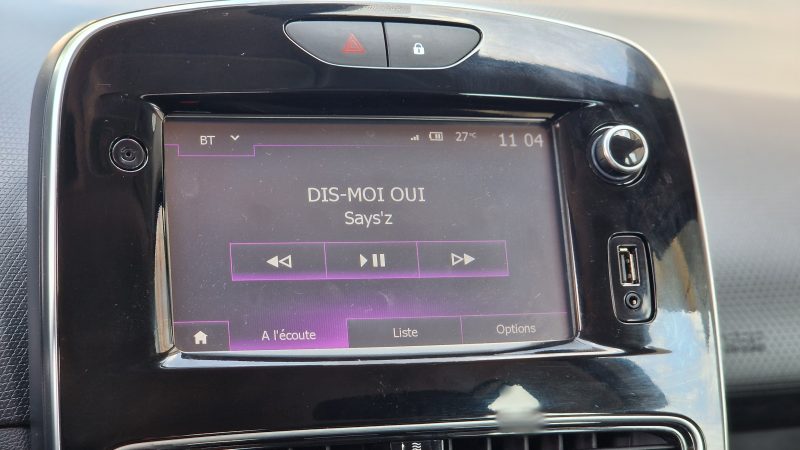 BT
27°C
11 04
DIS-MOI OUI
Says'z
A l'écoute
Liste
Options